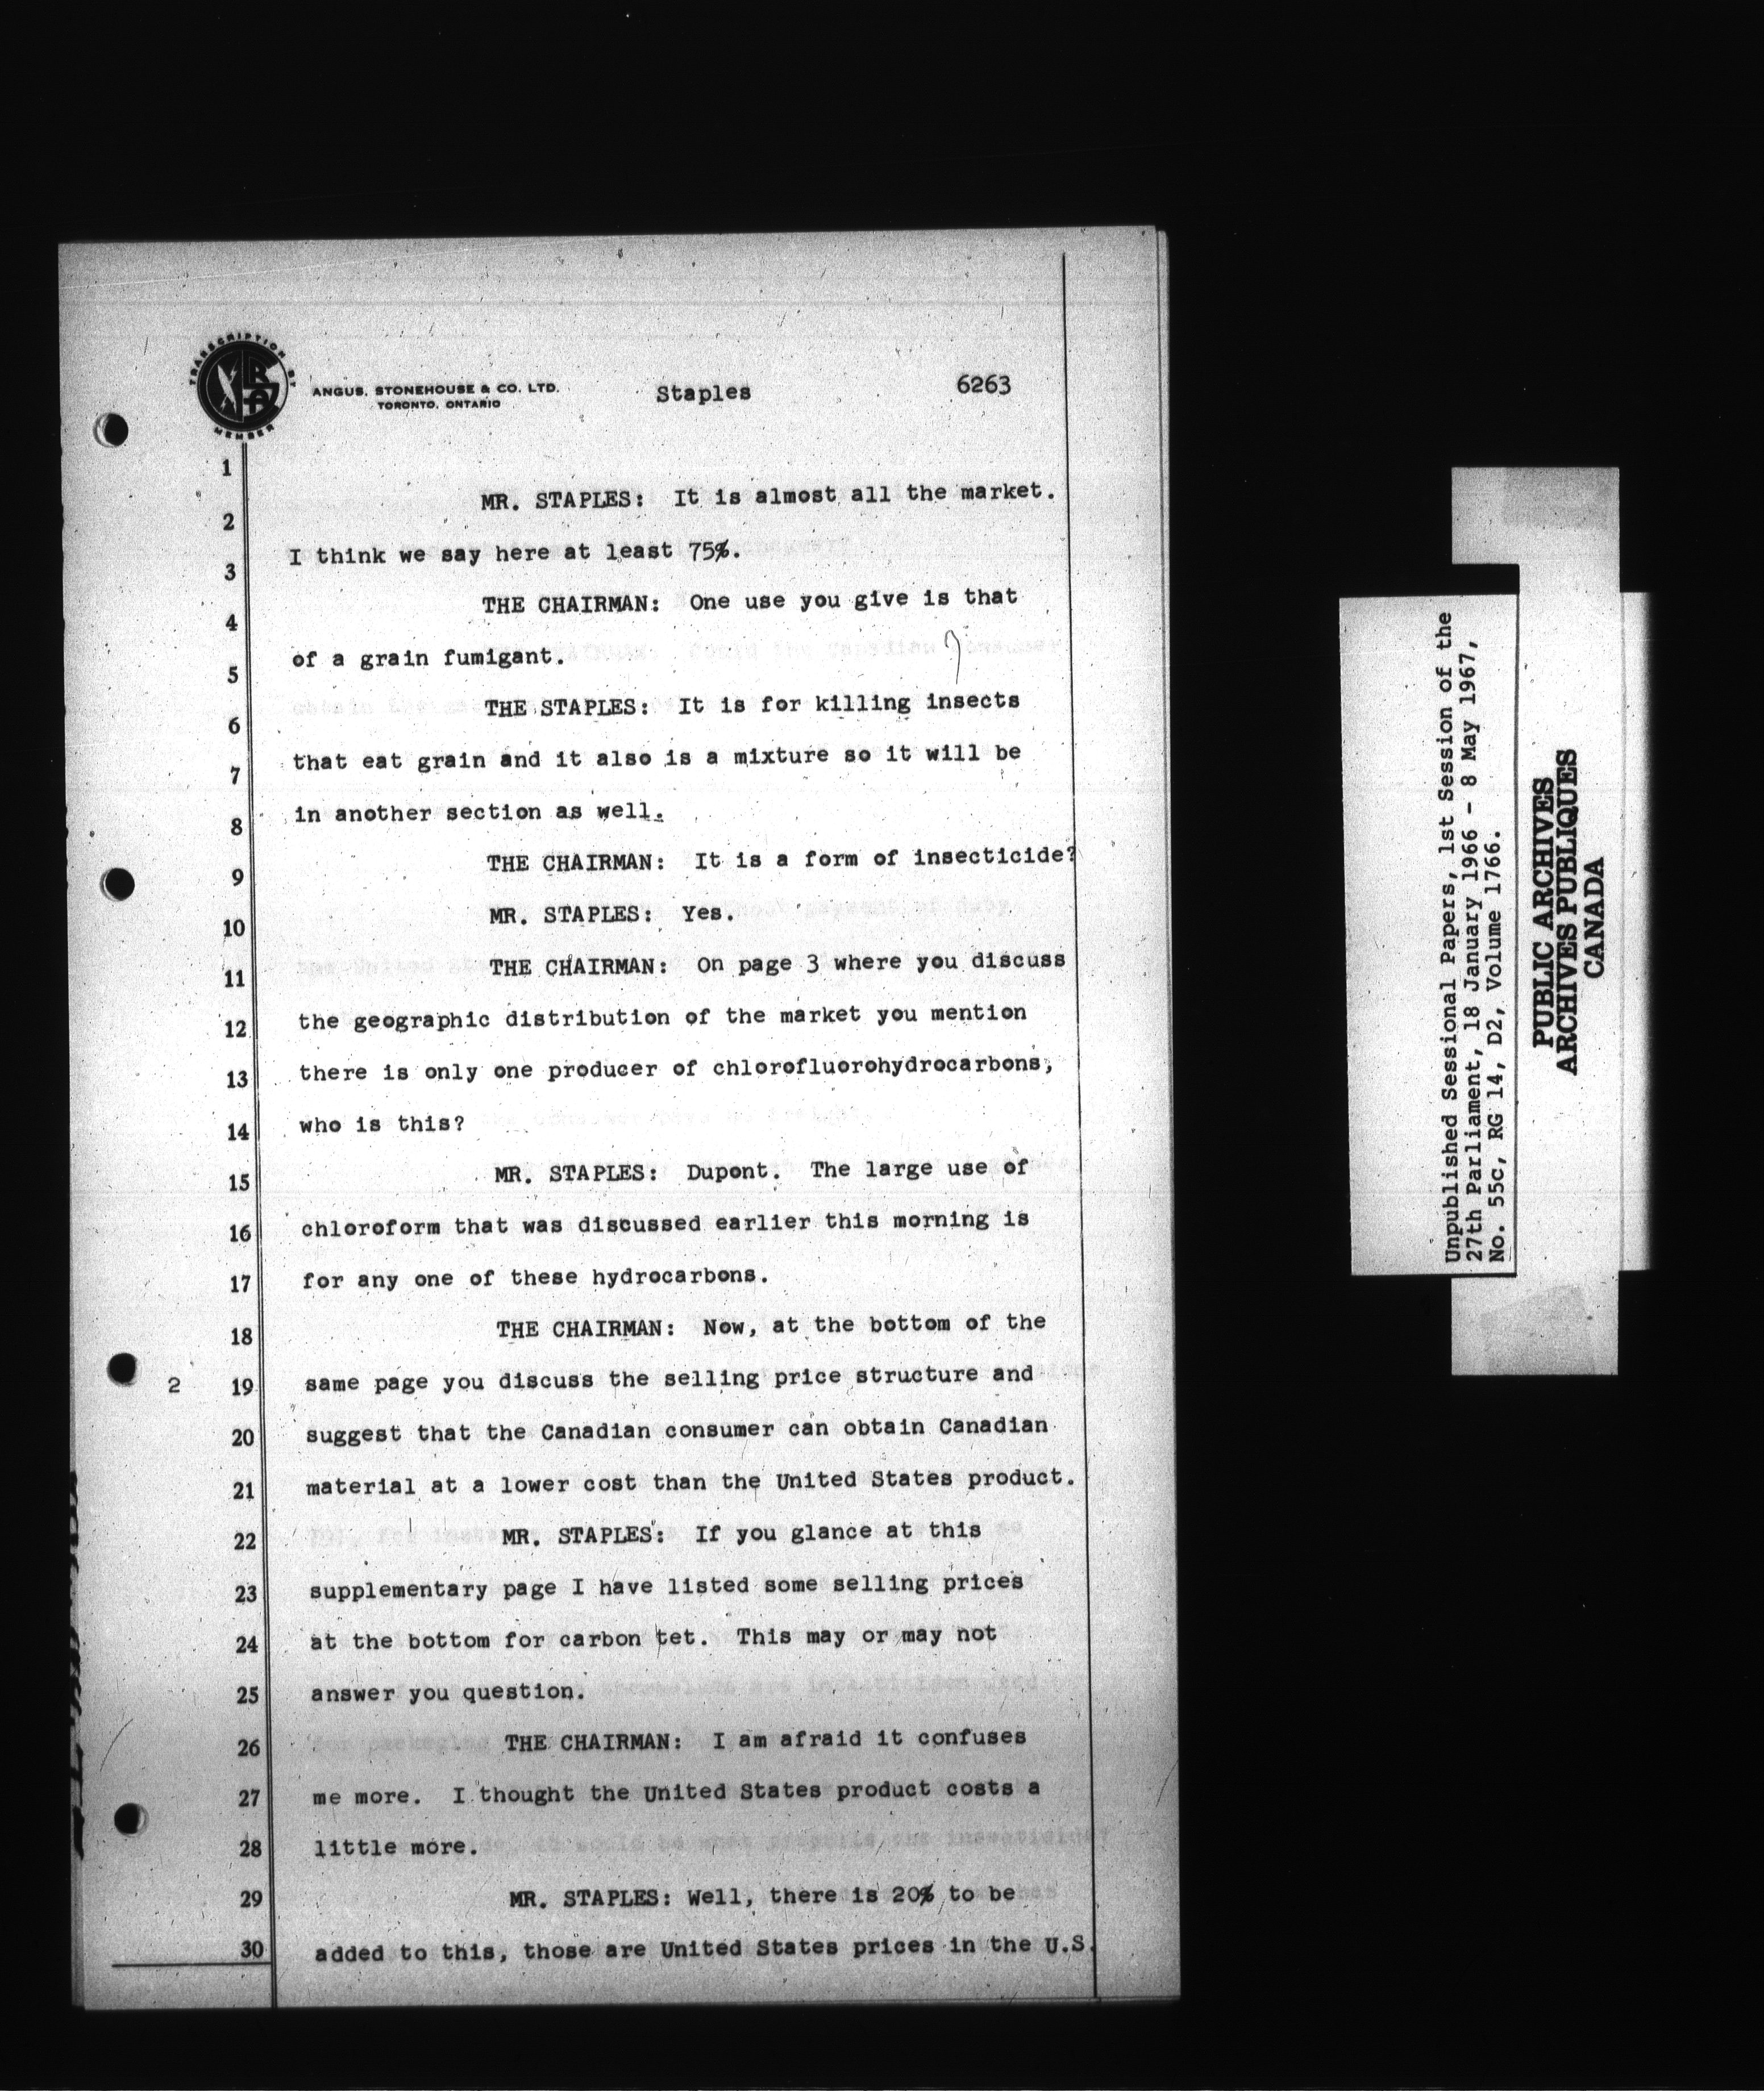 TRANSCRIPTION BY
MEMBER
ANGUS, STONEHOUSE & CO. LTD.
TORONTO, ONTARIO
Staples
6263
1
MR. STAPLES: It is almost all the market.
2
I think we say here at least 75%.
3
THE CHAIRMAN: One use you give is that
4
of a grain fumigant.
5
THE STAPLES: It is for killing insects
6
that eat grain and it also is a mixture so it will be
7
in another section as well.
8
THE CHAIRMAN: It is a form of insecticide?
9
MR. STAPLES: Yes.
10
THE CHAIRMAN: On page 3 where you discuss
11
the geographic distribution of the market you mention
12
there is only one producer of chlorofluorohydrocarbons,
13
who is this?
14
MR. STAPLES: Dupont. The large use of
15
chloroform that was discussed earlier this morning is
16
for any one of these hydrocarbons.
17
THE CHAIRMAN: Now, at the bottom of the
18
2 19 same page you discuss the selling price structure and
20 suggest that the Canadian consumer can obtain Canadian
21 material at a lower cost than the United States product.
22 MR. STAPLES: If you glance at this
23 supplementary page I have listed some selling prices
24 at the bottom for carbon tet. This may or may not
25 answer you question.
26 THE CHAIRMAN: I am afraid it confuses
27 me more. I thought the United States product costs a
28 little more.
29 MR. STAPLES: Well, there is 20% to be
30 added to this, those are United States prices in the U.S.
Unpublished Sessional Papers, 1st Session of the
27th Parliament, 18 January 1966 - 8 May 1967,
No. 55c, RG 14, D2, Volume 1766.
PUBLIC ARCHIVES
ARCHIVES PUBLIQUES
CANADA